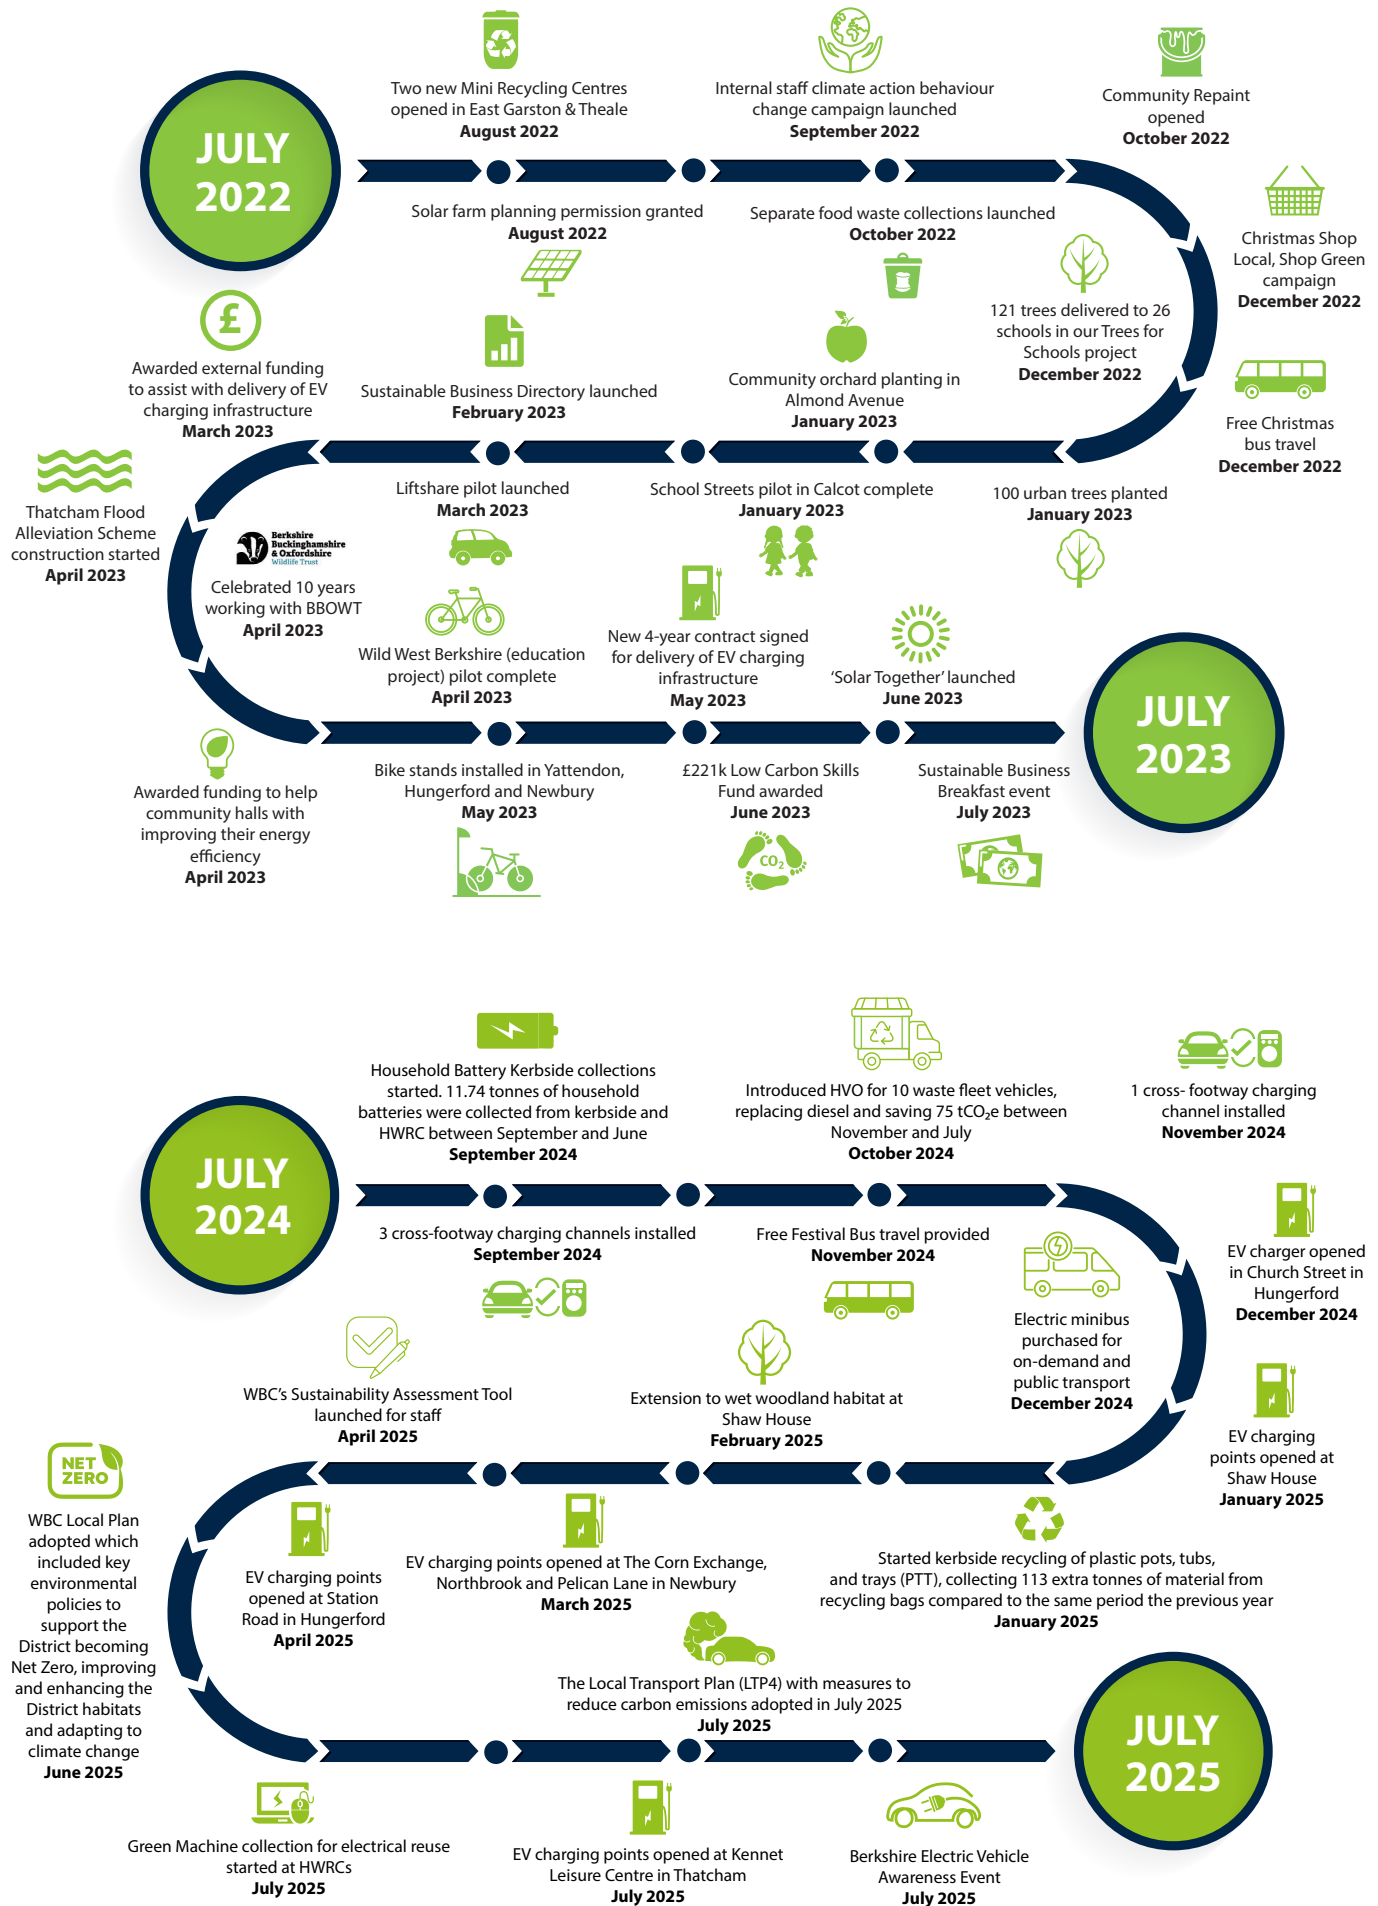 JULY
2022
Two new Mini Recycling Centres
opened in East Garston & Theale
August 2022
Solar farm planning permission granted
August 2022
Internal staff climate action behaviour
change campaign launched
September 2022
Separate food waste collections launched
October 2022
Community Repaint
opened
October 2022
Christmas Shop
Local, Shop Green
campaign
December 2022
121 trees delivered to 26
schools in our Trees for
Schools project
December 2022
Free Christmas
bus travel
December 2022
100 urban trees planted
January 2023
Community orchard planting in
Almond Avenue
January 2023
School Streets pilot in Calcot complete
January 2023
Sustainable Business Directory launched
February 2023
Liftshare pilot launched
March 2023
£
Awarded external funding
to assist with delivery of EV
charging infrastructure
March 2023
Thatcham Flood
Alleviation Scheme
construction started
April 2023
Berkshire
Buckinghamshire
& Oxfordshire
Wildlife Trust
Celebrated 10 years
working with BBOWT
April 2023
Awarded funding to help
community halls with
improving their energy
efficiency
April 2023
Wild West Berkshire (education
project) pilot complete
April 2023
Bike stands installed in Yattendon,
Hungerford and Newbury
May 2023
New 4-year contract signed
for delivery of EV charging
infrastructure
May 2023
£221k Low Carbon Skills
Fund awarded
June 2023
CO₂
‘Solar Together’ launched
June 2023
Sustainable Business
Breakfast event
July 2023
JULY
2023
JULY
2024
Household Battery Kerbside collections
started. 11.74 tonnes of household
batteries were collected from kerbside and
HWRC between September and June
September 2024
3 cross-footway charging channels installed
September 2024
Introduced HVO for 10 waste fleet vehicles,
replacing diesel and saving 75 tCO₂e between
November and July
October 2024
Free Festival Bus travel provided
November 2024
1 cross- footway charging
channel installed
November 2024
EV charger opened
in Church Street in
Hungerford
December 2024
Electric minibus
purchased for
on-demand and
public transport
December 2024
EV charging
points opened at
Shaw House
January 2025
Started kerbside recycling of plastic pots, tubs,
and trays (PTT), collecting 113 extra tonnes of material from
recycling bags compared to the same period the previous year
January 2025
Extension to wet woodland habitat at
Shaw House
February 2025
EV charging points opened at The Corn Exchange,
Northbrook and Pelican Lane in Newbury
March 2025
WBC’s Sustainability Assessment Tool
launched for staff
April 2025
EV charging points
opened at Station
Road in Hungerford
April 2025
NET
ZERO
WBC Local Plan
adopted which
included key
environmental
policies to
support the
District becoming
Net Zero, improving
and enhancing the
District habitats
and adapting to
climate change
June 2025
Green Machine collection for electrical reuse
started at HWRCs
July 2025
The Local Transport Plan (LTP4) with measures to
reduce carbon emissions adopted in July 2025
July 2025
EV charging points opened at Kennet
Leisure Centre in Thatcham
July 2025
Berkshire Electric Vehicle
Awareness Event
July 2025
JULY
2025